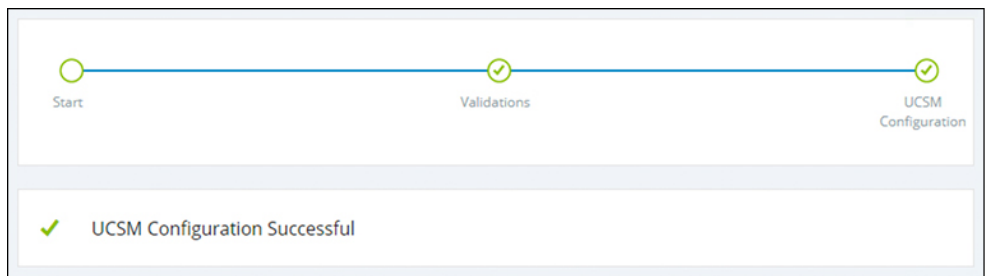 Start
Validations
UCSM
Configuration
UCSM Configuration Successful